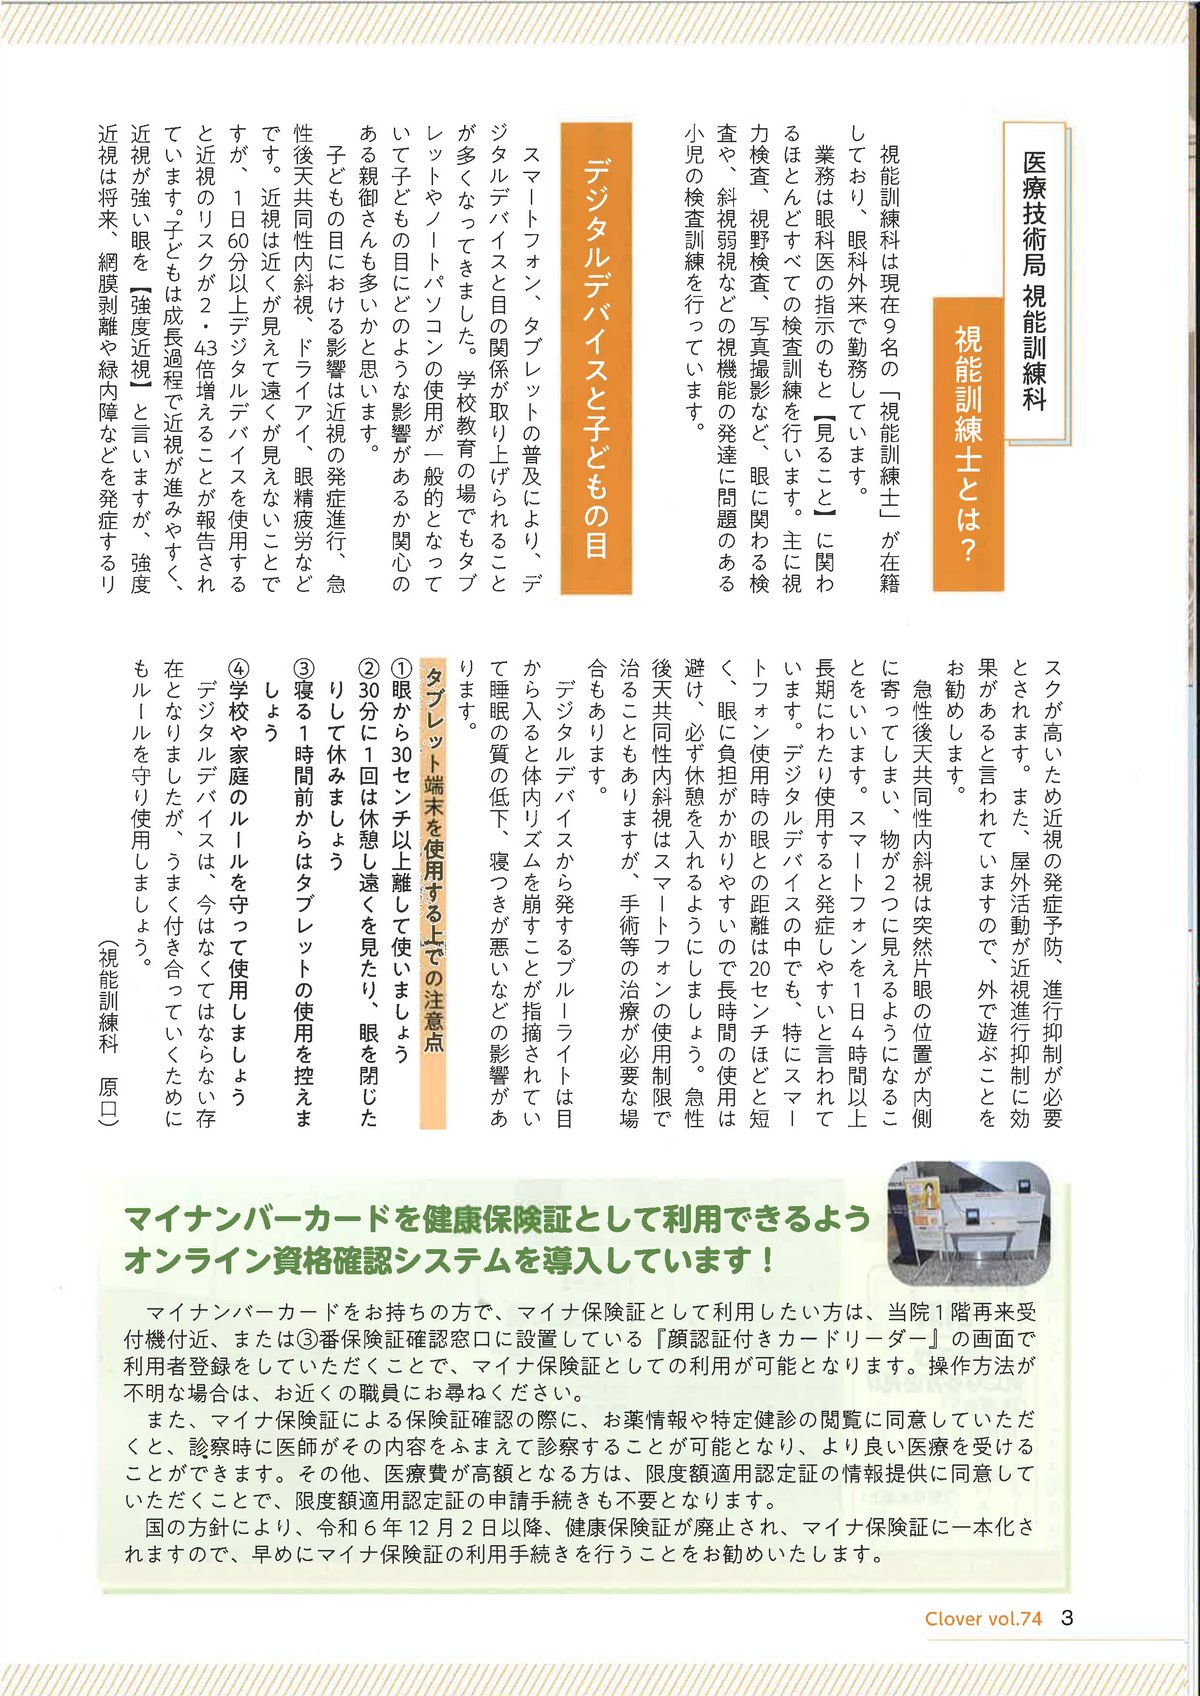 医療技術局 視能訓練科
視能訓練士とは？
　視能訓練科は現在９名の「視能訓練士」が在籍
しており、眼科外来で勤務しています。
　業務は眼科医の指示のもと【見ること】に関わ
るほとんどすべての検査訓練を行います。主に視
力検査、視野検査、写真撮影など、眼に関わる検
査や、斜視弱視などの視機能の発達に問題のある
小児の検査訓練を行っています。
デジタルデバイスと子どもの目
　スマートフォン、タブレットの普及により、デ
ジタルデバイスと目の関係が取り上げられること
が多くなってきました。学校教育の場でもタブ
レットやノートパソコンの使用が一般的となって
いて子どもの目にどのような影響があるか関心の
ある親御さんも多いかと思います。
　子どもの目における影響は近視の発症進行、急
性後天共同性内斜視、ドライアイ、眼精疲労など
です。近視は近くが見えて遠くが見えないことで
すが、１日60分以上デジタルデバイスを使用する
と近視のリスクが２・43倍増えることが報告され
ています。子どもは成長過程で近視が進みやすく、
近視が強い眼を【強度近視】と言いますが、強度
近視は将来、網膜剥離や緑内障などを発症するリ
スクが高いため近視の発症予防、進行抑制が必要
とされます。また、屋外活動が近視進行抑制に効
果があると言われていますので、外で遊ぶことを
お勧めします。
　急性後天共同性内斜視は突然片眼の位置が内側
に寄ってしまい、物が２つに見えるようになるこ
とをいいます。スマートフォンを１日４時間以上
長期にわたり使用すると発症しやすいと言われて
います。デジタルデバイスの中でも、特にスマー
トフォン使用時の眼との距離は20センチほどと短
く、眼に負担がかかりやすいので長時間の使用は
避け、必ず休憩を入れるようにしましょう。急性
後天共同性内斜視はスマートフォンの使用制限で
治ることもありますが、手術等の治療が必要な場
合もあります。
　デジタルデバイスから発するブルーライトは目
から入ると体内リズムを崩すことが指摘されてい
て睡眠の質の低下、寝つきが悪いなどの影響があ
ります。
タブレット端末を使用する上での注意点
①眼から30センチ以上離して使いましょう
②30分に１回は休憩し遠くを見たり、眼を閉じた
りして休みましょう
③寝る１時間前からはタブレットの使用を控えま
しょう
④学校や家庭のルールを守って使用しましょう
　デジタルデバイスは、今はなくてはならない存
在となりましたが、うまく付き合っていくために
もルールを守り使用しましょう。
（視能訓練科　原口）
マイナンバーカードを健康保険証として利用できるよう
オンライン資格確認システムを導入しています！
　マイナンバーカードをお持ちの方で、マイナ保険証として利用したい方は、当院１階再来受
付機付近、または③番保険証確認窓口に設置している『顔認証付きカードリーダー』の画面で
利用者登録をしていただくことで、マイナ保険証としての利用が可能となります。操作方法が
不明な場合は、お近くの職員にお尋ねください。
　また、マイナ保険証による保険証確認の際に、お薬情報や特定健診の閲覧に同意していただ
くと、診察時に医師がその内容をふまえて診察することが可能となり、より良い医療を受ける
ことができます。その他、医療費が高額となる方は、限度額適用認定証の情報提供に同意して
いただくことで、限度額適用認定証の申請手続きも不要となります。
　国の方針により、令和６年12月２日以降、健康保険証が廃止され、マイナ保険証に一本化さ
れますので、早めにマイナ保険証の利用手続きを行うことをお勧めいたします。
Clover vol.74 3